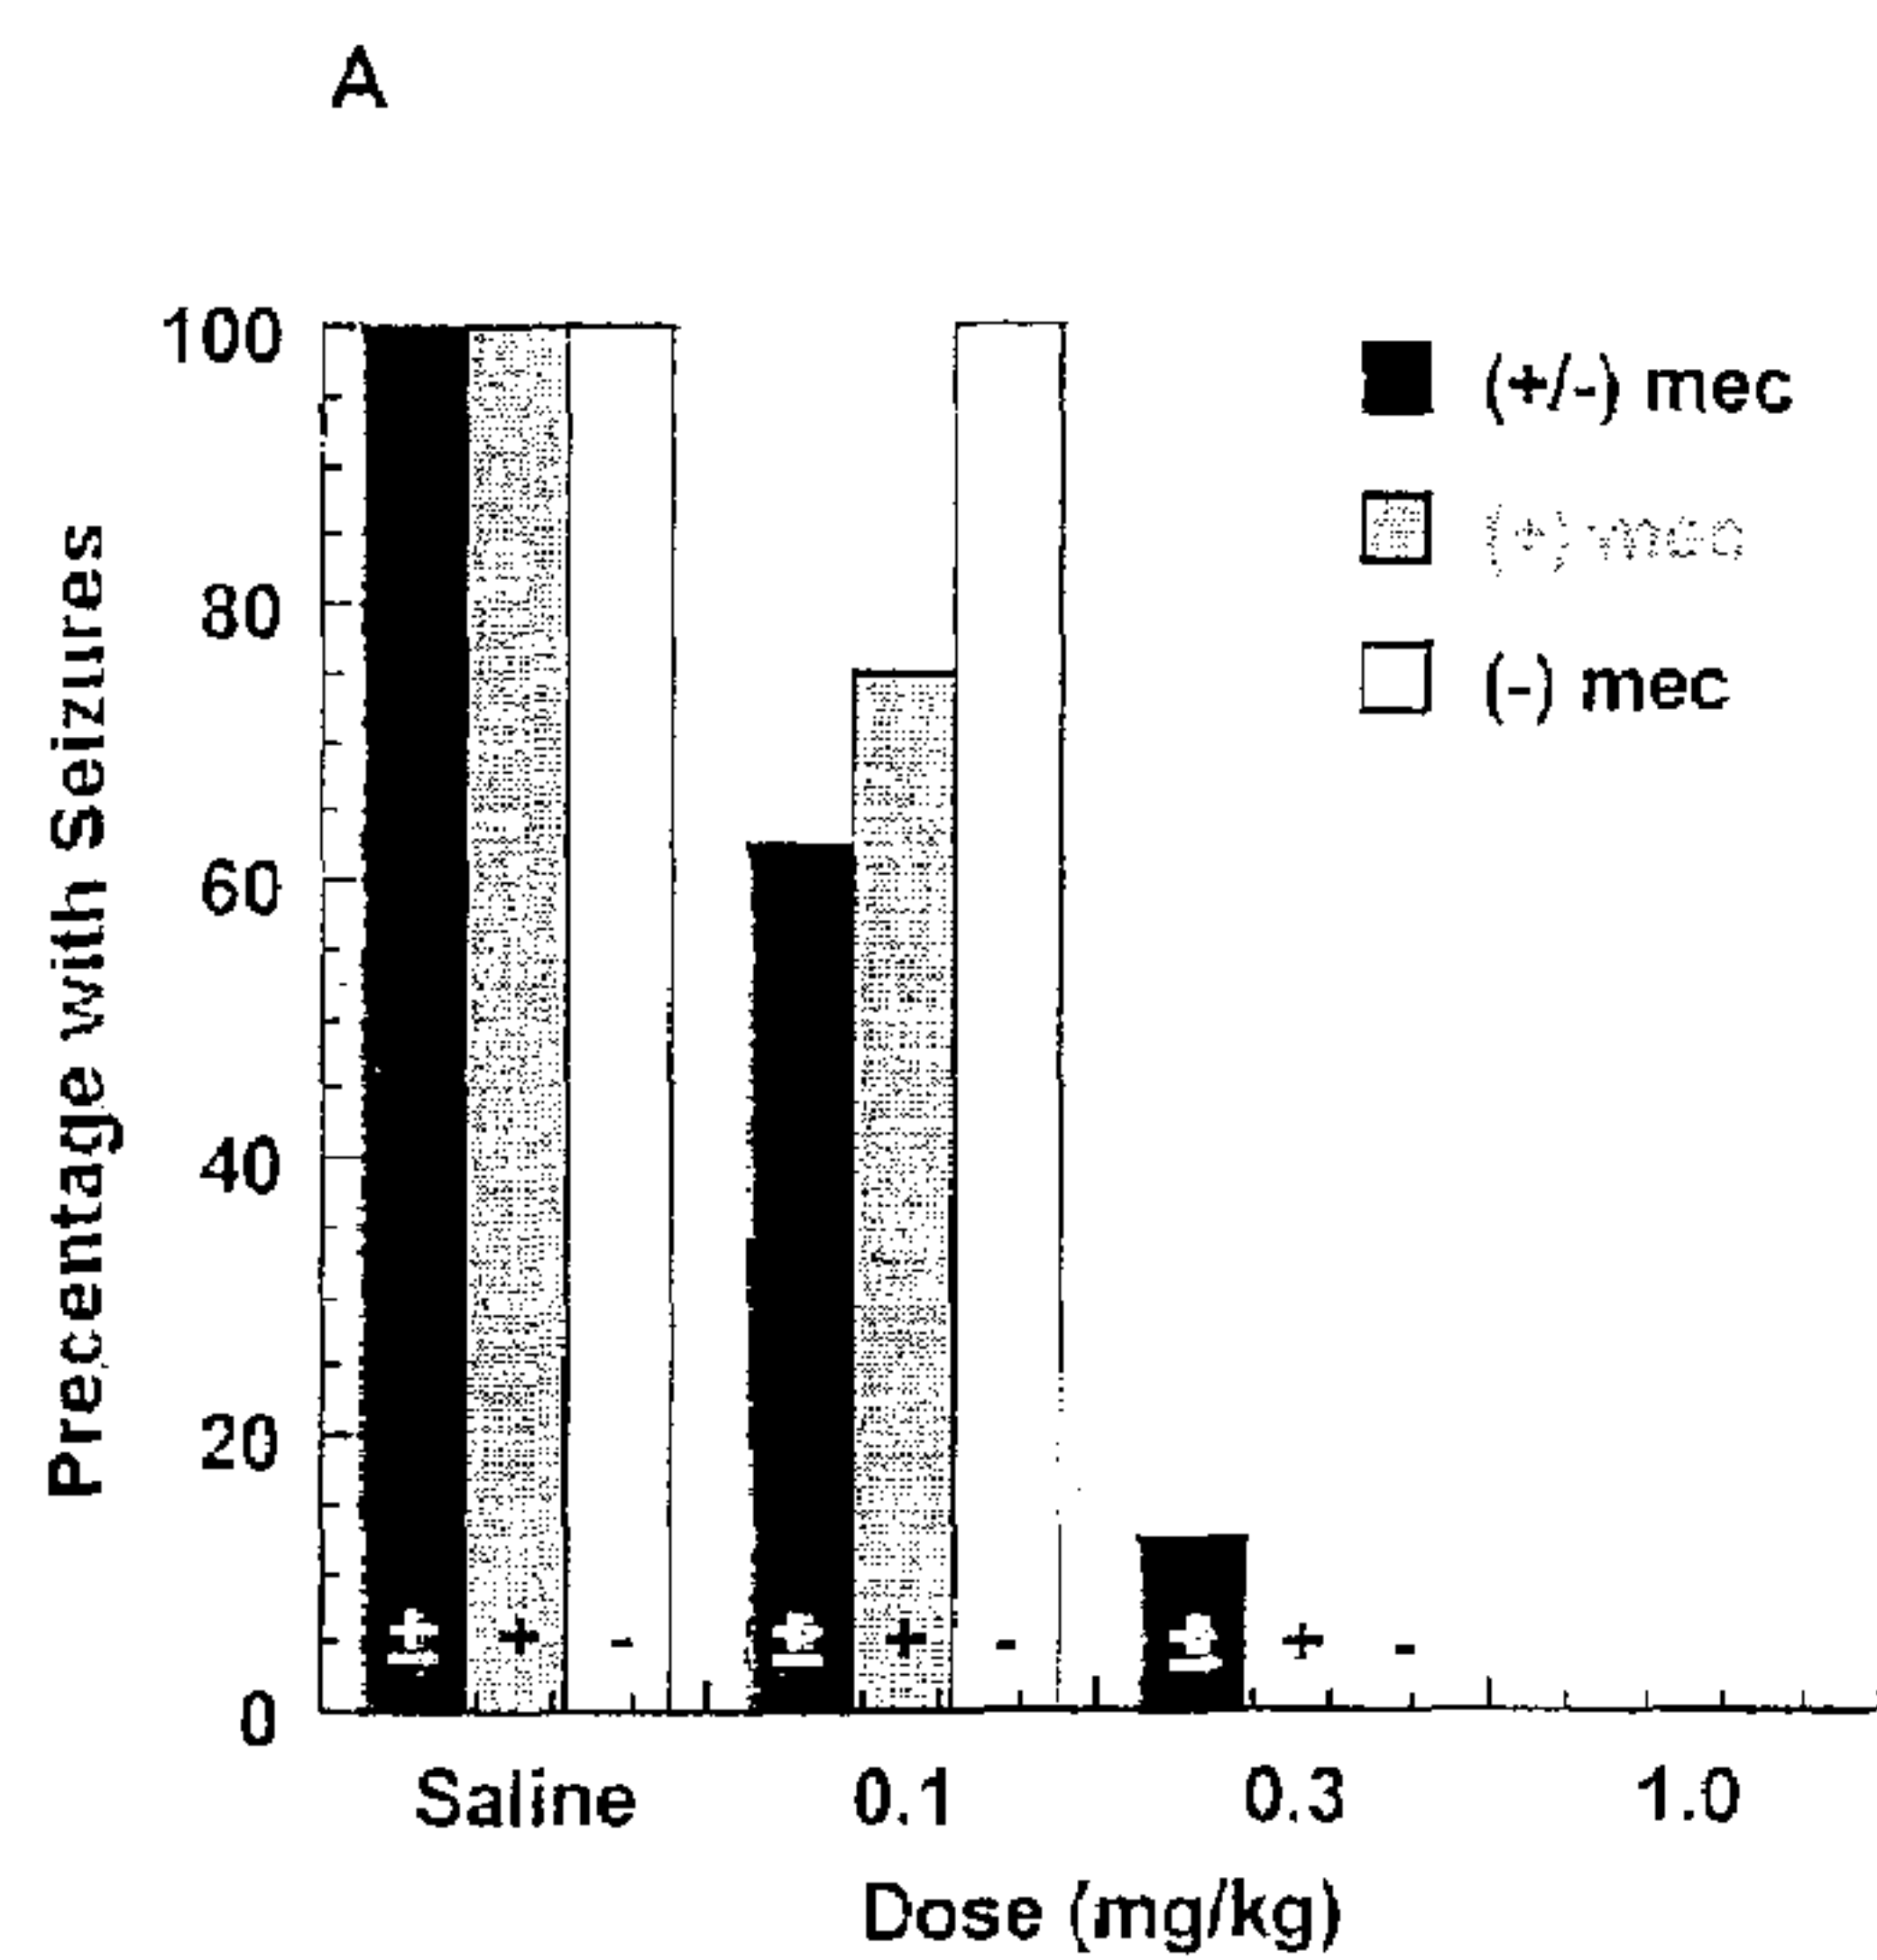 A
100
80
60
40
20
0
Precentage with Seizures
(+/-) mec
(+) mec
(-) mec
± + -
± + -
± + -
Saline 0.1 0.3 1.0
Dose (mg/kg)